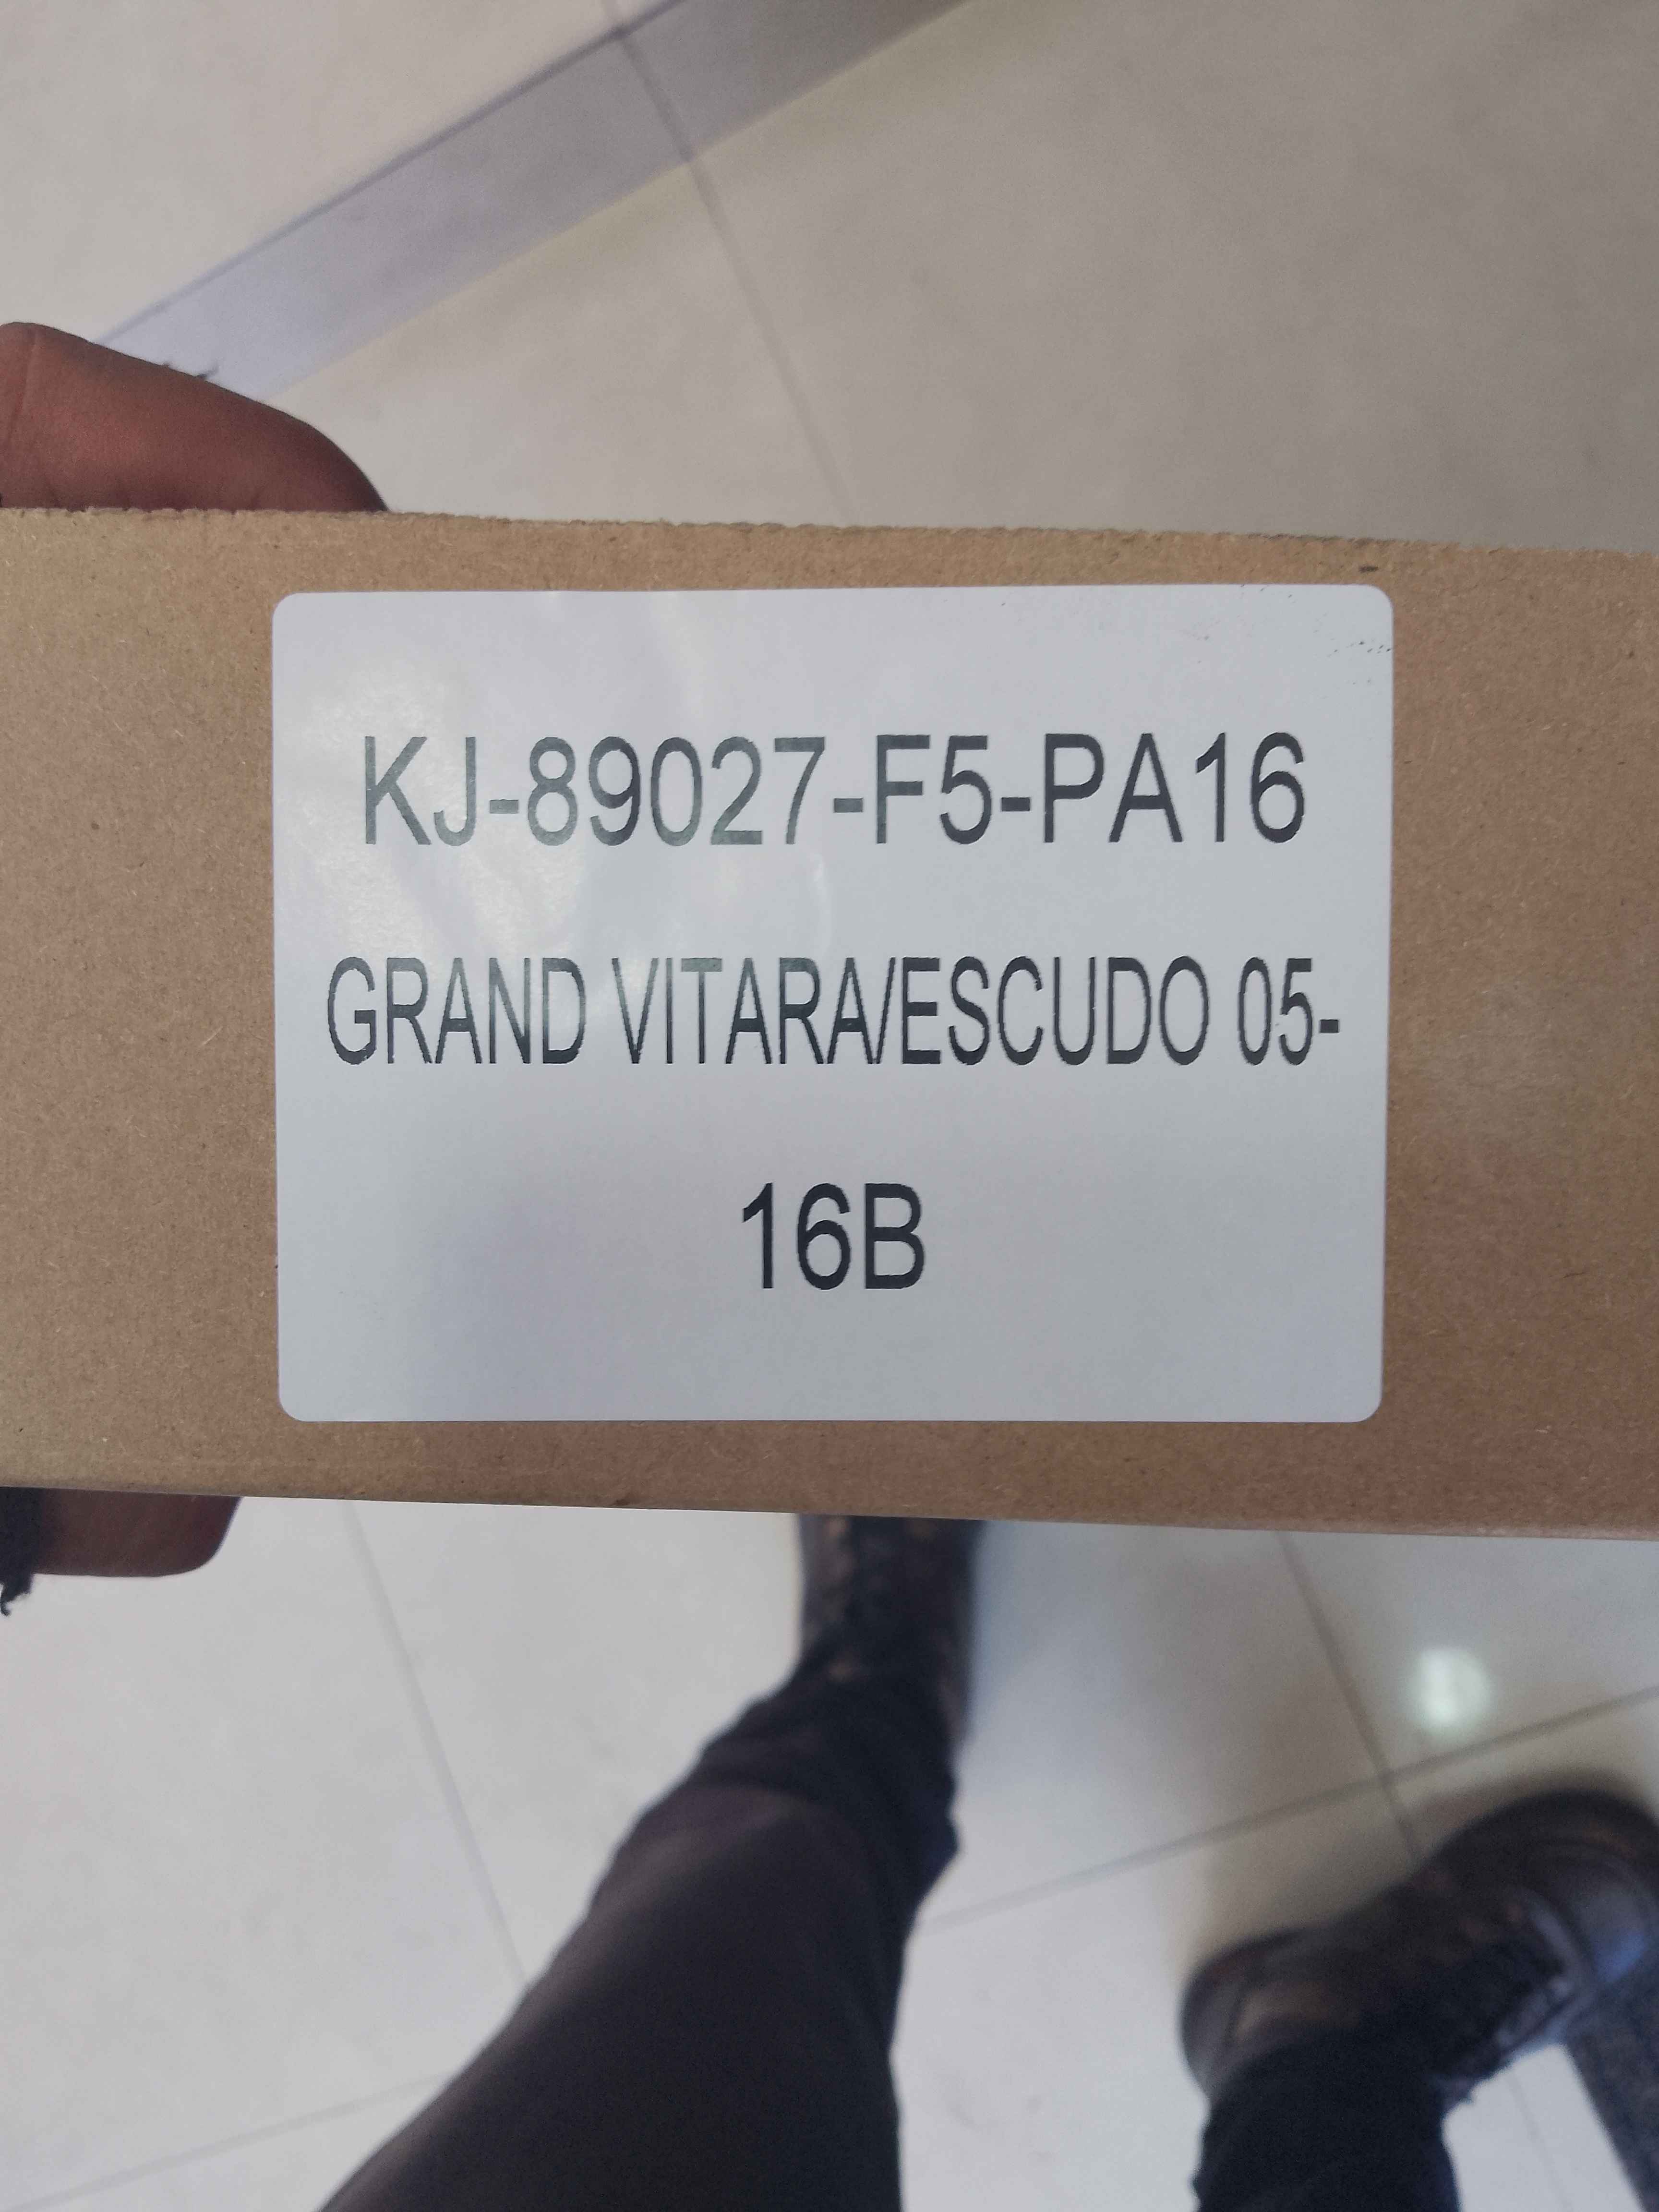 KJ-89027-F5-PA16
GRAND VITARA/ESCUDO 05-
16B